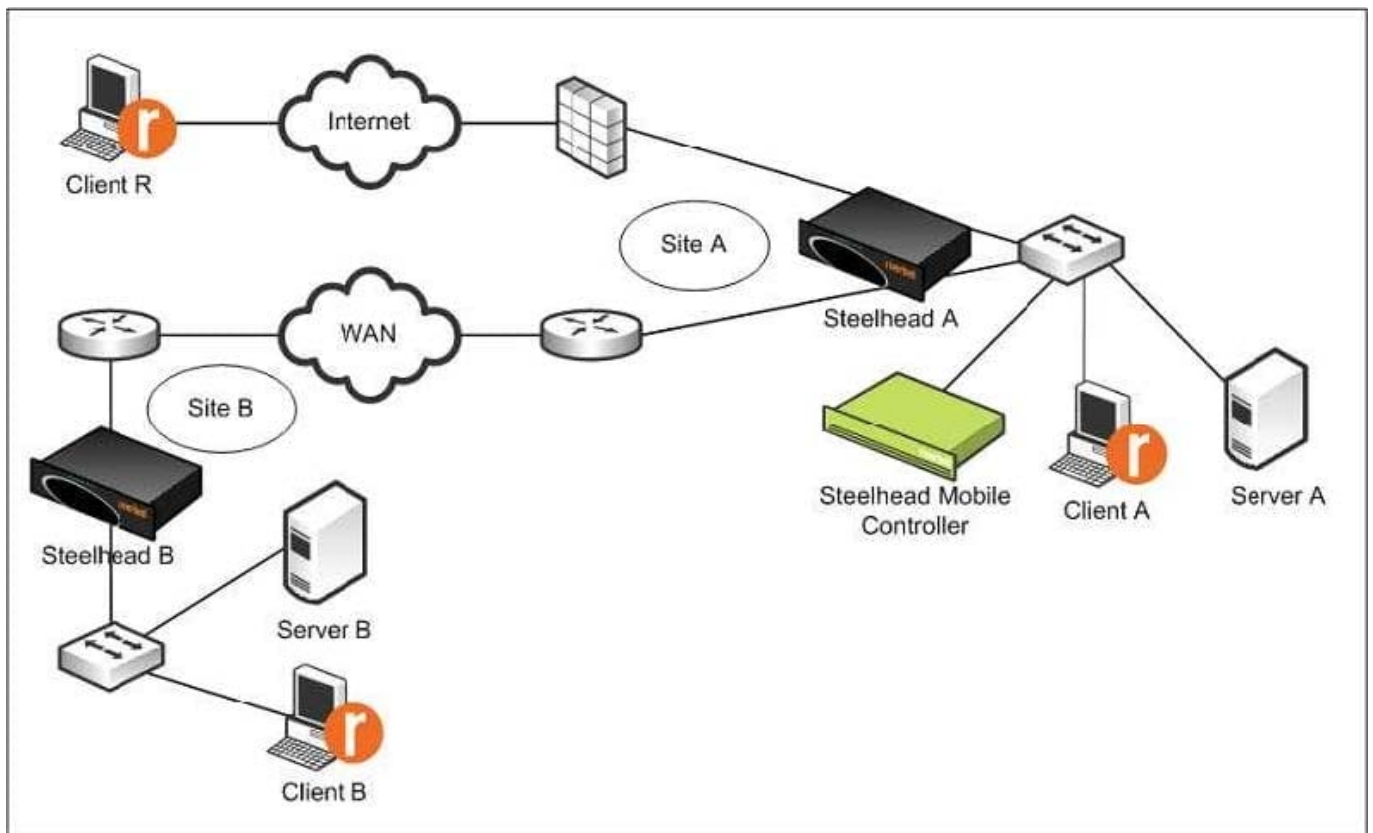 Internet
Client R
Site A
Steelhead A
WAN
Site B
Steelhead B
Server B
Client B
Steelhead Mobile
Controller
r
Client A
Server A
r
r